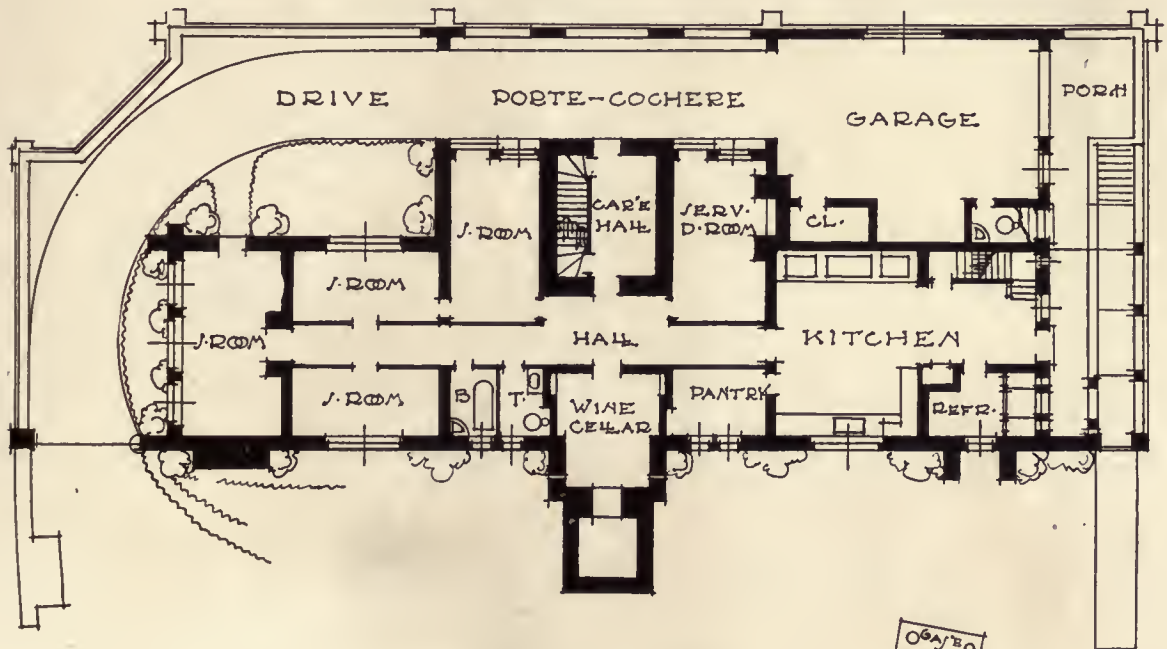 DRIVE
PORTE-COCHERE
GARAGE
PORH
S·ROOM
CAR'E
HALL
SERV·
D·ROOM
CL·
S·ROOM
S·ROOM
HALL
KITCHEN
S·ROOM
B
T·
WINE
CELLAR
PANTRY
REFR·